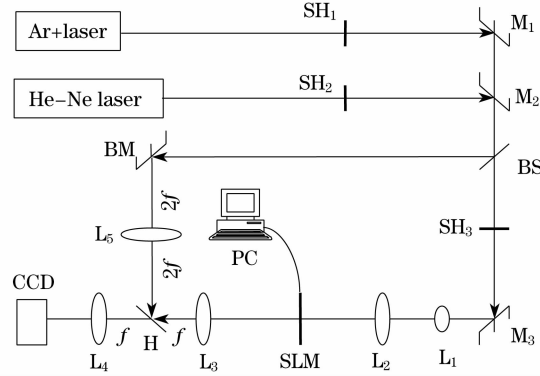 SH₁
Ar+laser
M₁
SH₂
He−Ne laser
M₂
BM
BS
2f
L₅
PC
SH₃
2f
CCD
f
H
f
M₃
L₄
L₃
SLM
L₂
L₁